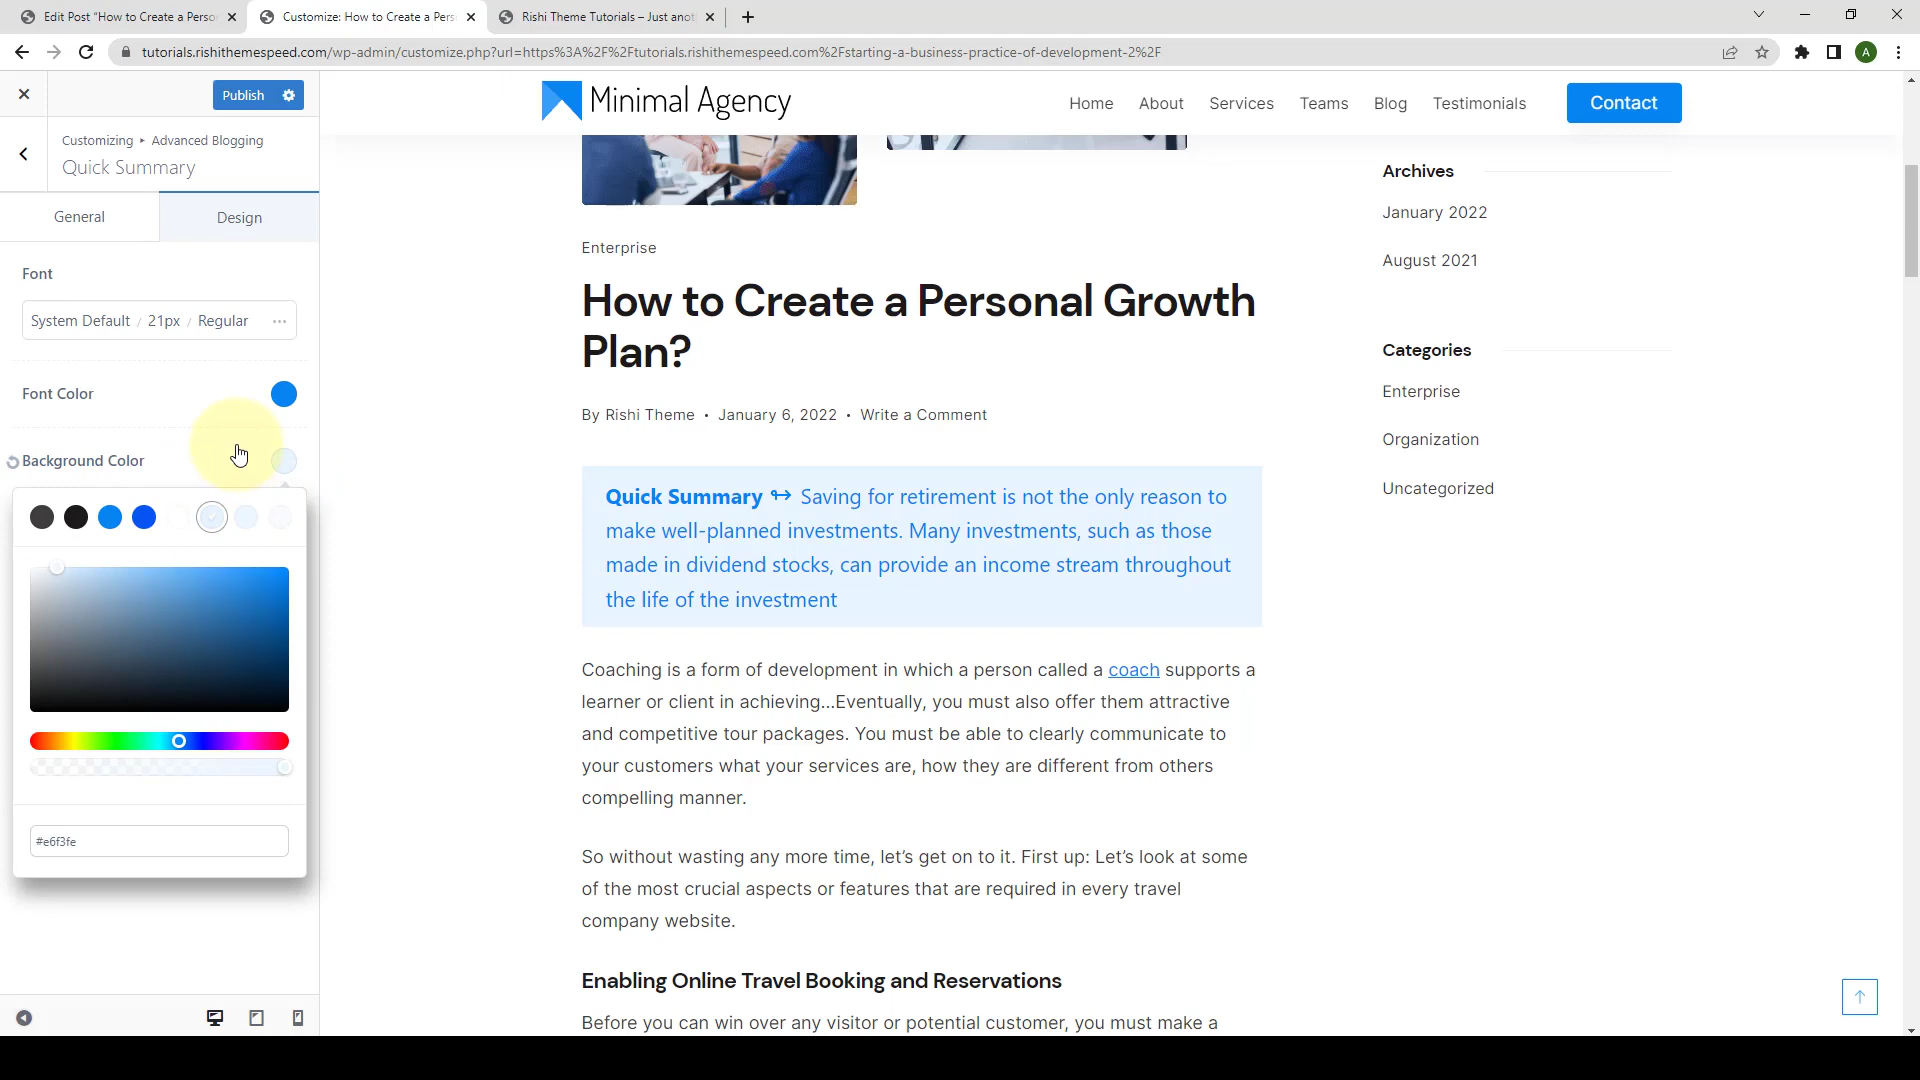 Edit Post "How to Create a Perso
Customize: How to Create a Pers
Rishi Theme Tutorials – Just anot
tutorials.rishithemespeed.com/wp-admin/customize.php?url=https%3A%2F%2Ftutorials.rishithemespeed.com%2Fstarting-a-business-practice-of-development-2%2F
A
Publish
Customizing ▸ Advanced Blogging
Quick Summary
General
Design
Font
System Default / 21px / Regular
Font Color
Background Color
#e6f3fe
Minimal Agency
Home
About
Services
Teams
Blog
Testimonials
Contact
Enterprise
How to Create a Personal Growth
Plan?
By Rishi Theme • January 6, 2022 • Write a Comment
Quick Summary ↣ Saving for retirement is not the only reason to
make well-planned investments. Many investments, such as those
made in dividend stocks, can provide an income stream throughout
the life of the investment
Coaching is a form of development in which a person called a coach supports a
learner or client in achieving...Eventually, you must also offer them attractive
and competitive tour packages. You must be able to clearly communicate to
your customers what your services are, how they are different from others
compelling manner.
So without wasting any more time, let's get on to it. First up: Let's look at some
of the most crucial aspects or features that are required in every travel
company website.
Enabling Online Travel Booking and Reservations
Before you can win over any visitor or potential customer, you must make a
Archives
January 2022
August 2021
Categories
Enterprise
Organization
Uncategorized